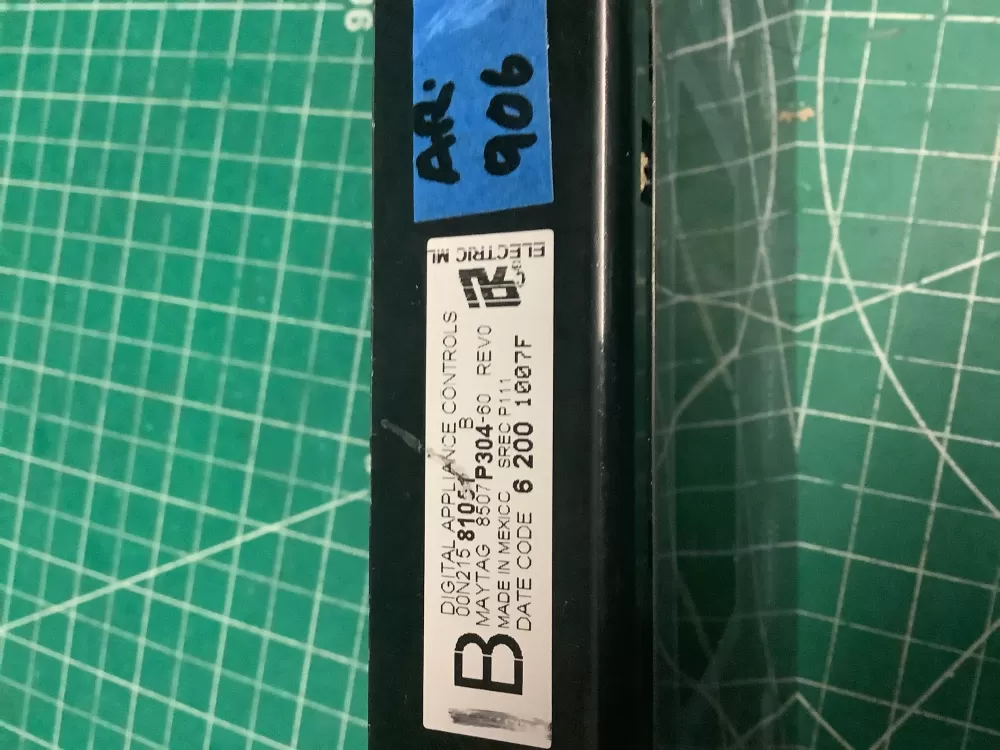 AR:
906
ELECTRIC ML
DIGITAL APPLIANCE CONTROLS
00N215 81051 B
MAYTAG 8507P304-60 REV0
MADE IN MEXICO SREC P111
DATE CODE 6 200 1007F
B